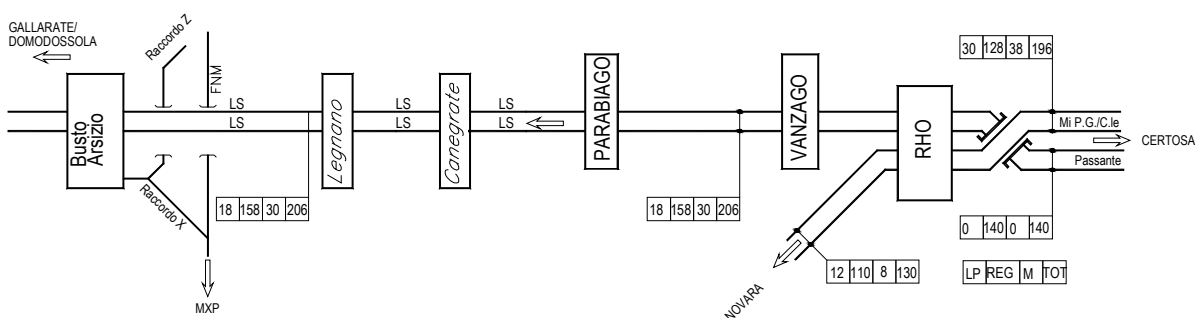 GALLARATE/
DOMODOSSOLA
Raccordo Z
FNM
Busto
Arsizio
LS
LS
Legnano
LS
LS
Canegrate
LS
LS
PARABIAGO
VANZAGO
RHO
30 128 38 196
Mi P.G./C.le
CERTOSA
Passante
Raccordo X
18 158 30 206
18 158 30 206
0 140 0 140
12 110 8 130
LP REG M TOT
NOVARA
MXP